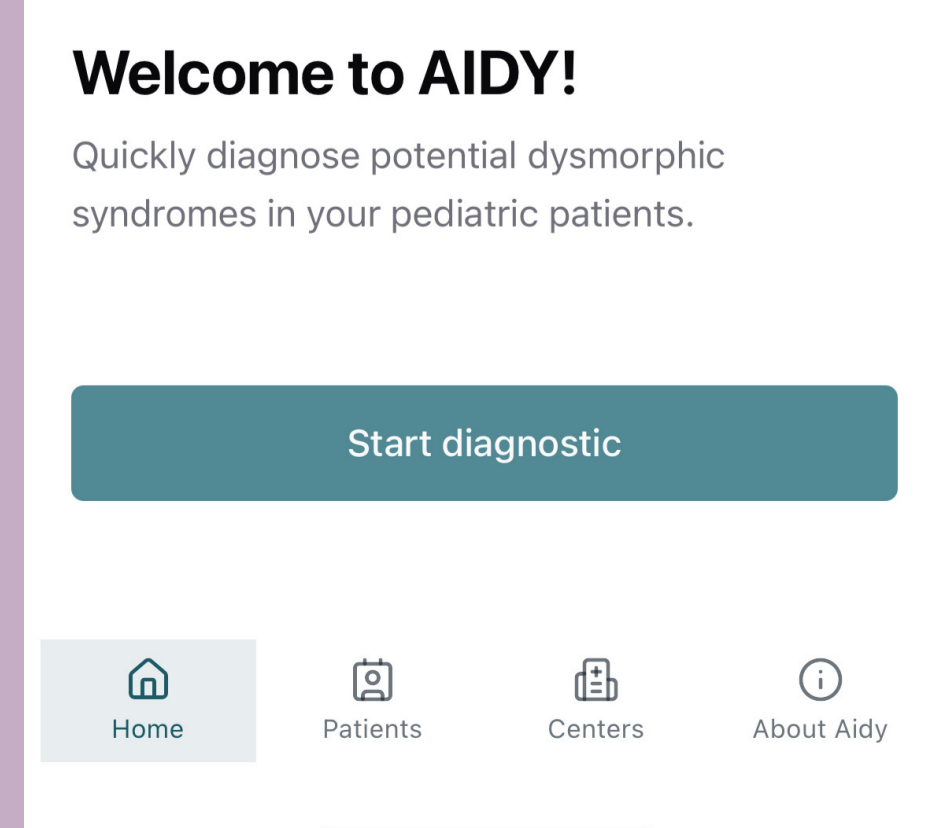 Welcome to AIDY!
Quickly diagnose potential dysmorphic
syndromes in your pediatric patients.
Start diagnostic
Home
Patients
Centers
About Aidy